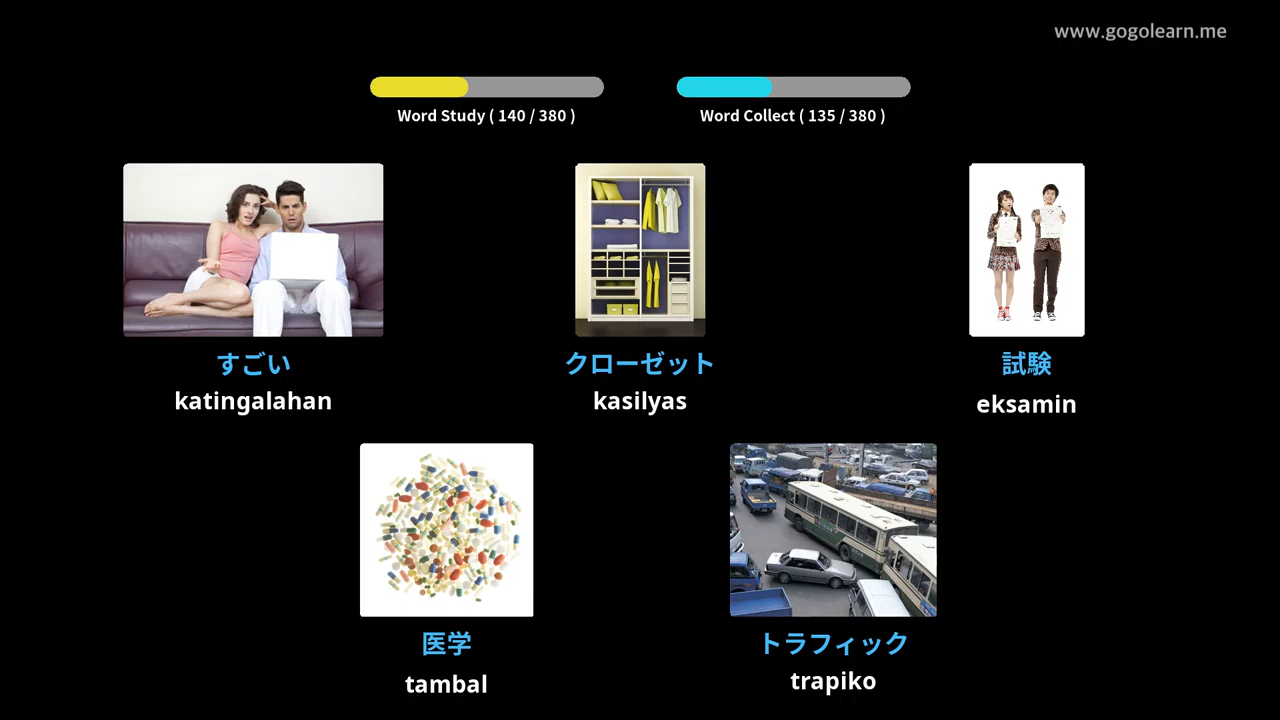 www.gogolearn.me
Word Study ( 140 / 380 )
Word Collect ( 135 / 380 )
すごい
katingalahan
クローゼット
kasilyas
試験
eksamin
医学
tambal
トラフィック
trapiko